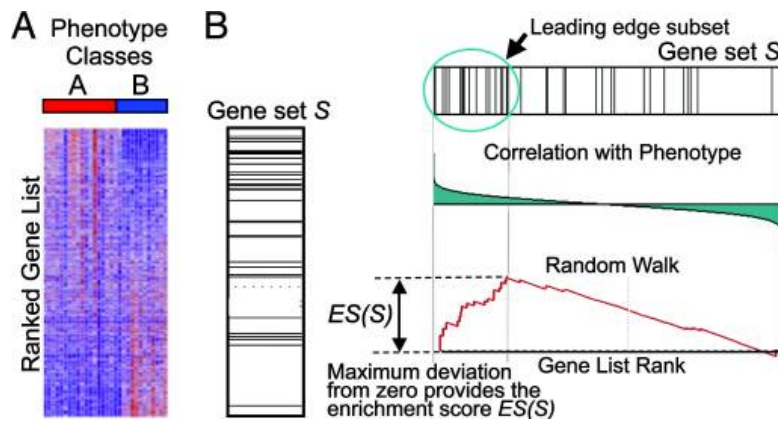 A
Phenotype
Classes
A B
Ranked Gene List
B
Gene set S
Leading edge subset
Gene set S
Correlation with Phenotype
Random Walk
ES(S)
Gene List Rank
Maximum deviation
from zero provides the
enrichment score ES(S)